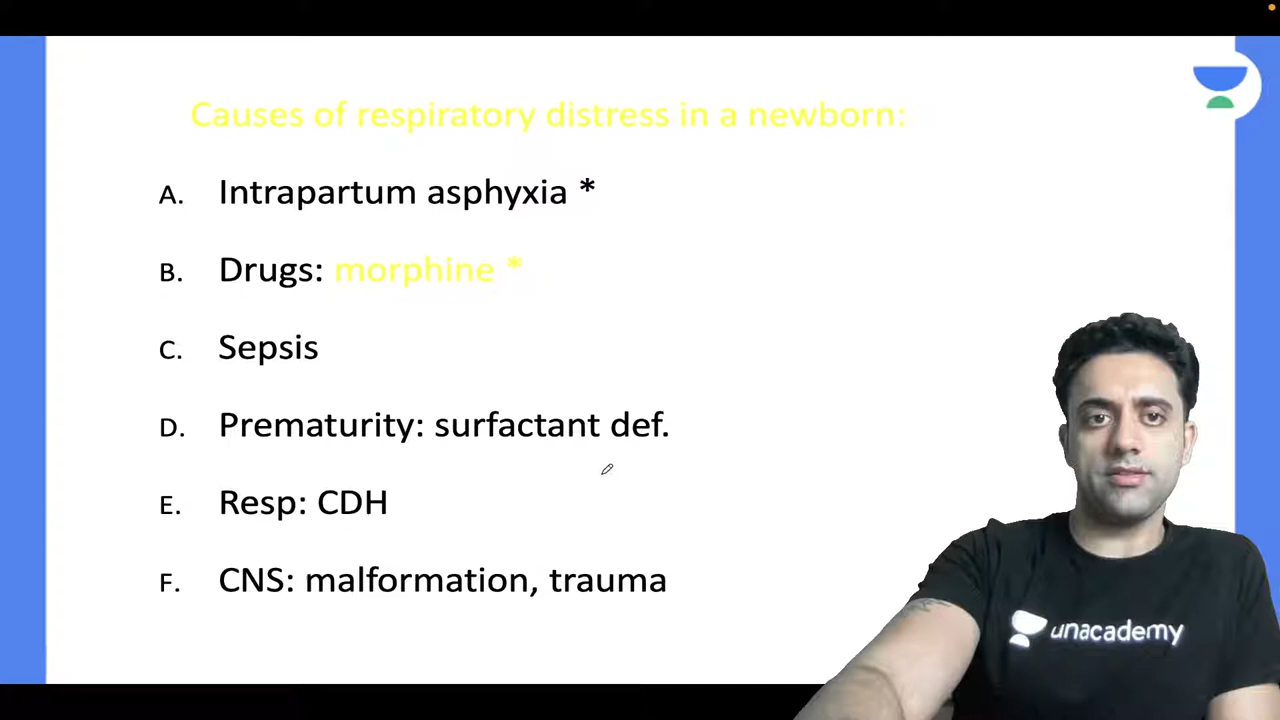 Causes of respiratory distress in a newborn:
A. Intrapartum asphyxia *
B. Drugs: morphine *
C. Sepsis
D. Prematurity: surfactant def.
E. Resp: CDH
F. CNS: malformation, trauma
unacademy